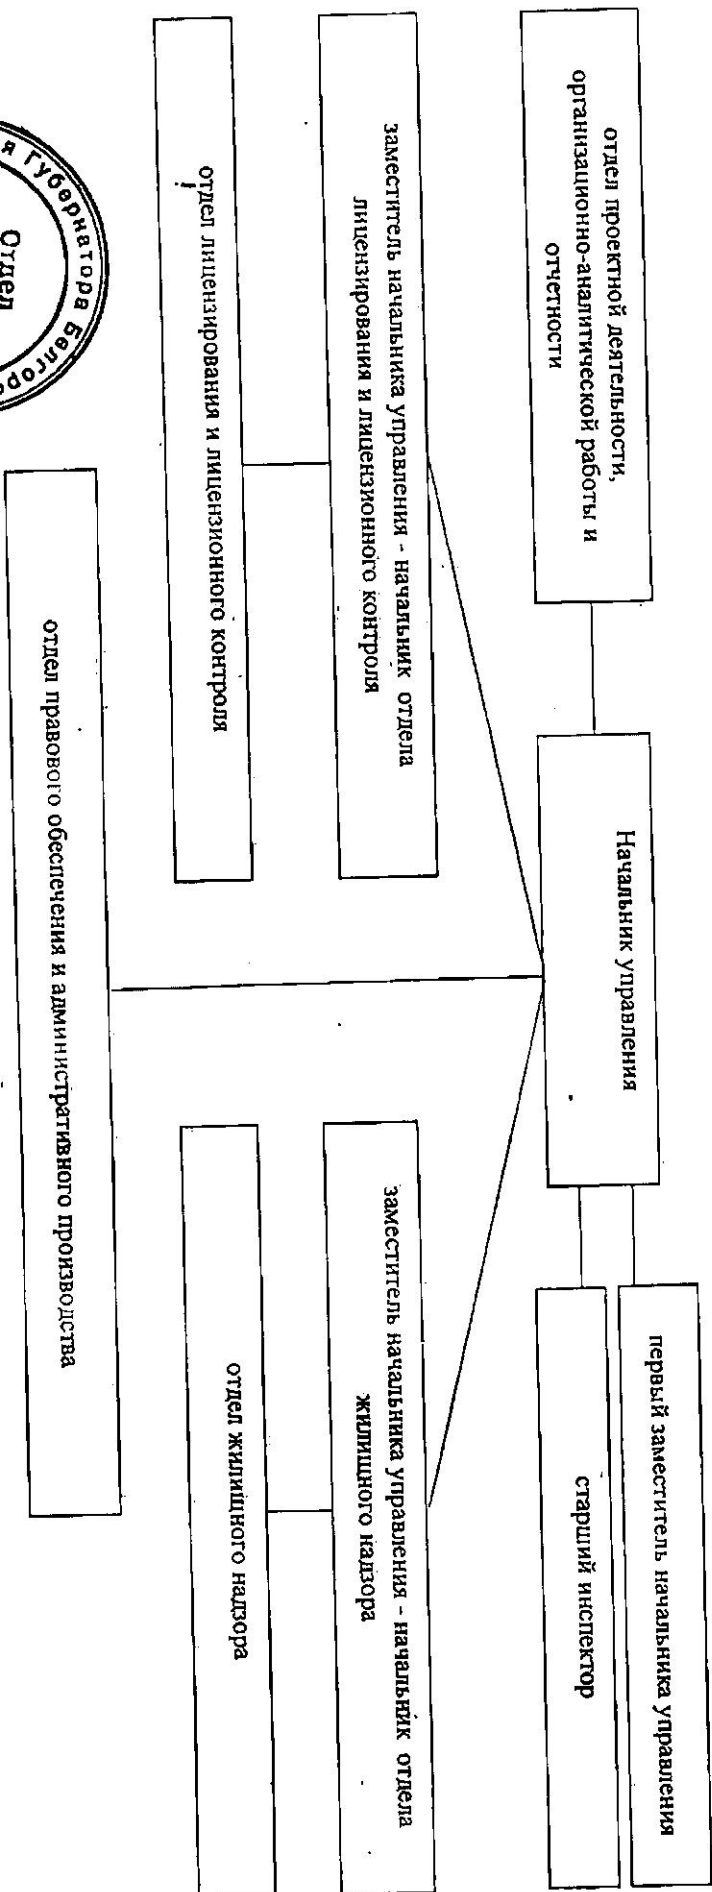 отдел проектной деятельности,
организационно-аналитической работы и
отчетности
Начальник управления
первый заместитель начальника управления
старший инспектор
заместитель начальника управления - начальник отдела
лицензирования и лицензионного контроля
заместитель начальника управления - начальник отдела
жилищного надзора
отдел лицензирования и лицензионного контроля
отдел жилищного надзора
отдел правового обеспечения и административного производства
Губернатора
Отдел